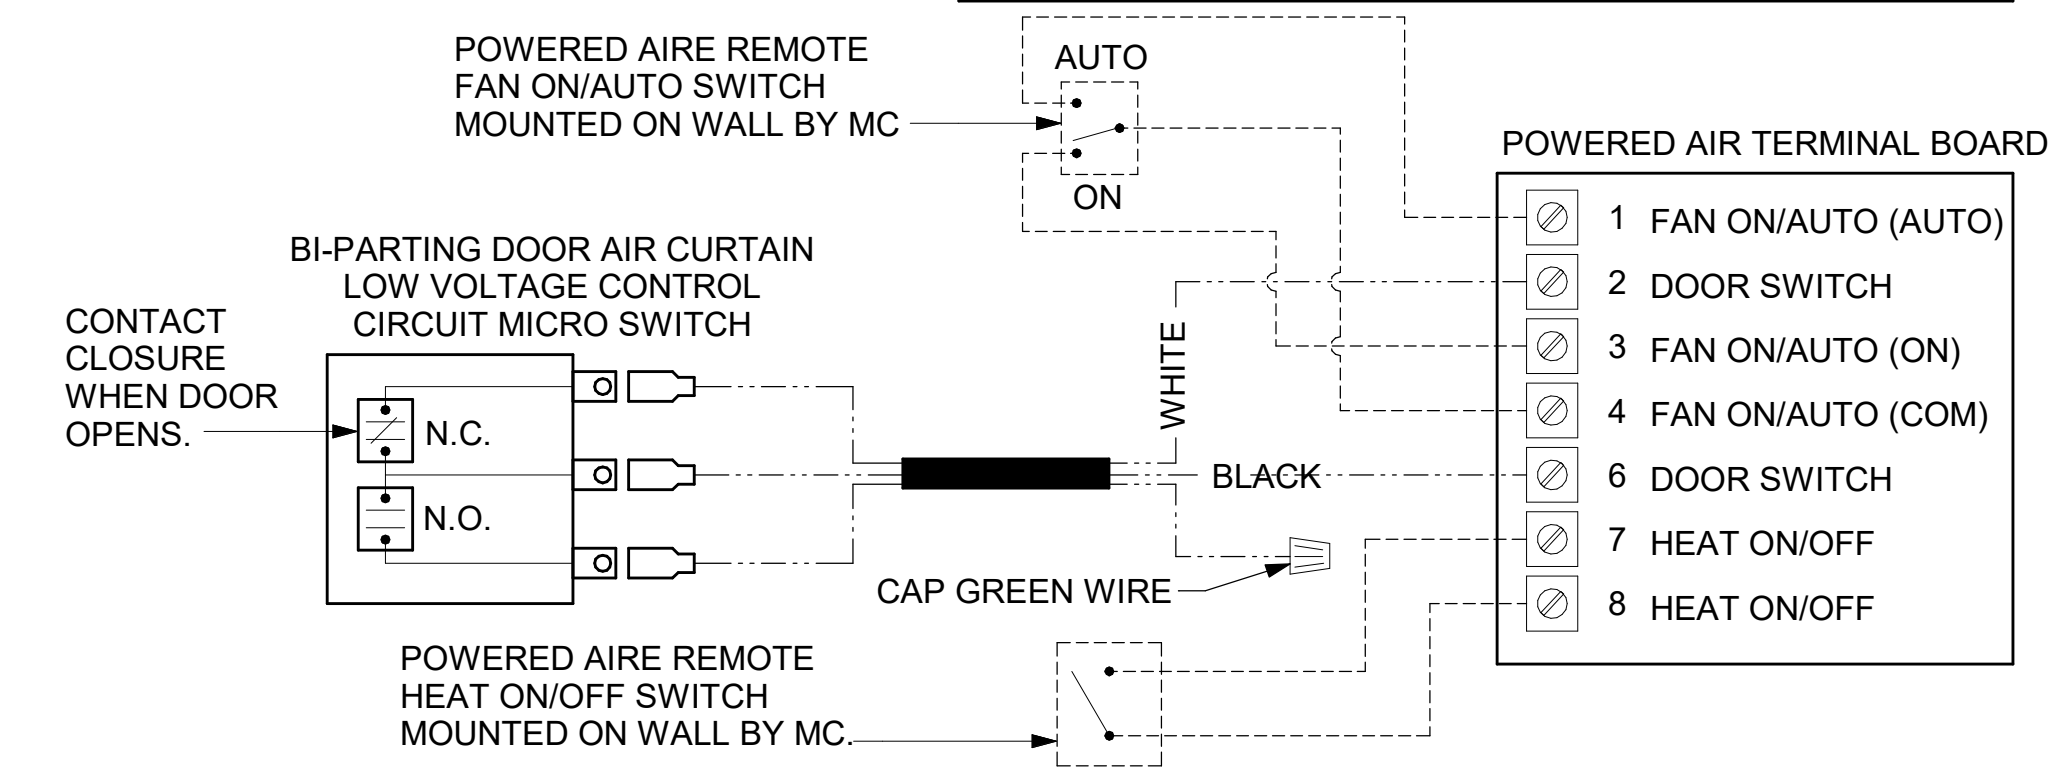 POWERED AIRE REMOTE
FAN ON/AUTO SWITCH
MOUNTED ON WALL BY MC
AUTO
ON
POWERED AIR TERMINAL BOARD
1 FAN ON/AUTO (AUTO)
2 DOOR SWITCH
3 FAN ON/AUTO (ON)
4 FAN ON/AUTO (COM)
6 DOOR SWITCH
7 HEAT ON/OFF
8 HEAT ON/OFF
BI-PARTING DOOR AIR CURTAIN
LOW VOLTAGE CONTROL
CIRCUIT MICRO SWITCH
CONTACT
CLOSURE
WHEN DOOR
OPENS.
N.C.
N.O.
WHITE
BLACK
CAP GREEN WIRE
POWERED AIRE REMOTE
HEAT ON/OFF SWITCH
MOUNTED ON WALL BY MC.